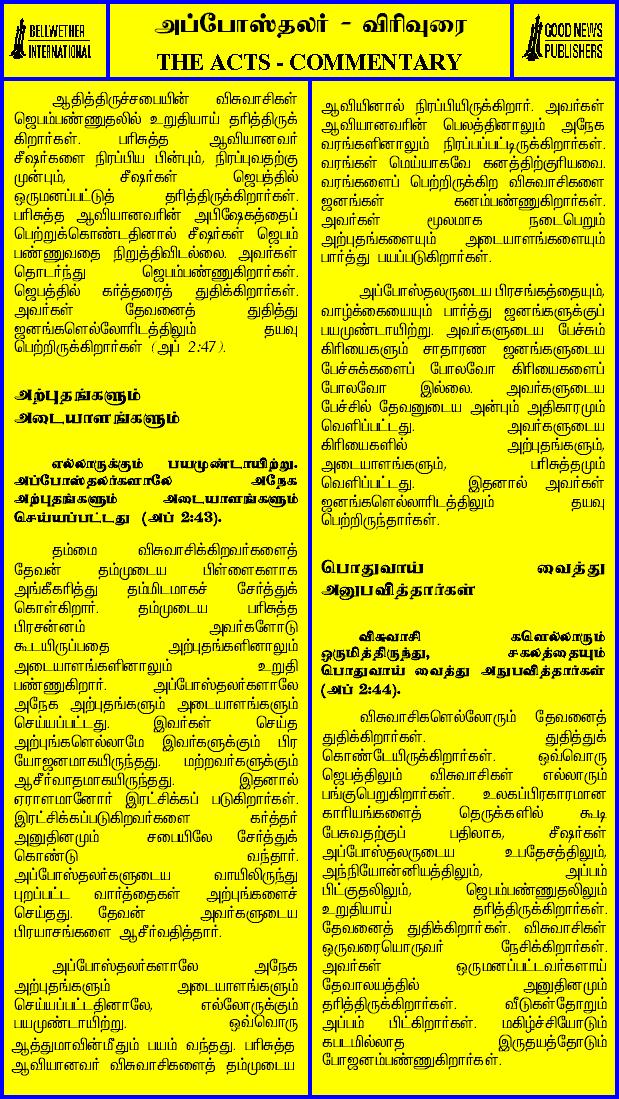 BELLWETHER
INTERNATIONAL
அப்போஸ்தலர் - விரிவுரை
THE ACTS - COMMENTARY
GOOD NEWS
PUBLISHERS
ஆதித்திருச்சபையின் விசுவாசிகள்
ஜெபம்பண்ணுதலில் உறுதியாய் தரித்திருக்
கிறார்கள். பரிசுத்த ஆவியானவர்
சீஷர்களை நிரப்பிய பின்பும், நிரப்புவதற்கு
முன்பும், சீஷர்கள் ஜெபத்தில்
ஒருமனப்பட்டுத் தரித்திருக்கிறார்கள்.
பரிசுத்த ஆவியானவரின் அபிஷேகத்தைப்
பெற்றுக்கொண்டதினால் சீஷர்கள் ஜெபம்
பண்ணுவதை நிறுத்திவிடல்லை. அவர்கள்
தொடர்ந்து ஜெபம்பண்ணுகிறார்கள்.
ஜெபத்தில் கர்த்தரைத் துதிக்கிறார்கள்.
அவர்கள் தேவனைத் துதித்து
ஜனங்களெல்லோரிடத்திலும் தயவு
பெற்றிருக்கிறார்கள் (அப் 2:47).
அற்புதங்களும்
அடையாளங்களும்
எல்லாருக்கும் பயமுண்டாயிற்று.
அப்போஸ்தலர்களாலே அநேக
அற்புதங்களும் அடையாளங்களும்
செய்யப்பட்டது (அப் 2:43).
தம்மை விசுவாசிக்கிறவர்களைத்
தேவன் தம்முடைய பிள்ளைகளாக
அங்கீகரித்து தம்மிடமாகச் சேர்த்துக்
கொள்கிறார். தம்முடைய பரிசுத்த
பிரசன்னம் அவர்களோடு
கூடயிருப்பதை அற்புதங்களினாலும்
அடையாளங்களினாலும் உறுதி
பண்ணுகிறார். அப்போஸ்தலர்களாலே
அநேக அற்புதங்களும் அடையாளங்களும்
செய்யப்பட்டது. இவர்கள் செய்த
அற்புங்களெல்லாமே இவர்களுக்கும் பிர
யோஜனமாகயிருந்தது. மற்றவர்களுக்கும்
ஆசீர்வாதமாகயிருந்தது. இதனால்
ஏராளமானோர் இரட்சிக்கப் படுகிறார்கள்.
இரட்சிக்கப்படுகிறவர்களை கர்த்தர்
அனுதினமும் சபையிலே சேர்த்துக்
கொண்டு வந்தார்.
அப்போஸ்தலர்களுடைய வாயிலிருந்து
புறப்பட்ட வார்த்தைகள் அற்புங்களைச்
செய்தது. தேவன் அவர்களுடைய
பிரயாசங்களை ஆசீர்வதித்தார்.
அப்போஸ்தலர்களாலே அநேக
அற்புதங்களும் அடையாளங்களும்
செய்யப்பட்டதினாலே, எல்லோருக்கும்
பயமுண்டாயிற்று. ஒவ்வொரு
ஆத்துமாவின்மீதும் பயம் வந்தது. பரிசுத்த
ஆவியானவர் விசுவாசிகளைத் தம்முடைய
ஆவியினால் நிரப்பியிருக்கிறார். அவர்கள்
ஆவியானவரின் பெலத்தினாலும் அநேக
வரங்களினாலும் நிரப்பப்பட்டிருக்கிறார்கள்.
வரங்கள் மெய்யாகவே கனத்திற்குரியவை.
வரங்களைப் பெற்றிருக்கிற விசுவாசிகளை
ஜனங்கள் கனம்பண்ணுகிறார்கள்.
அவர்கள் மூலமாக நடைபெறும்
அற்புதங்களையும் அடையாளங்களையும்
பார்த்து பயப்படுகிறார்கள்.
அப்போஸ்தலருடைய பிரசங்கத்தையும்,
வாழ்க்கையையும் பார்த்து ஜனங்களுக்குப்
பயமுண்டாயிற்று. அவர்களுடைய பேச்சும்
கிரியைகளும் சாதாரண ஜனங்களுடைய
பேச்சுக்களைப் போலவோ கிரியைகளைப்
போலவோ இல்லை. அவர்களுடைய
பேச்சில் தேவனுடைய அன்பும் அதிகாரமும்
வெளிப்பட்டது. அவர்களுடைய
கிரியைகளில் அற்புதங்களும்,
அடையாளங்களும், பரிசுத்தமும்
வெளிப்பட்டது. இதனால் அவர்கள்
ஜனங்களெல்லாரிடத்திலும் தயவு
பெற்றிருந்தார்கள்.
பொதுவாய் வைத்து
அனுபவித்தார்கள்
விசுவாசி களெல்லாரும்
ஒருமித்திருந்து, சகலத்தையும்
பொதுவாய் வைத்து அநுபவித்தார்கள்
(அப் 2:44).
விசுவாசிகளெல்லோரும் தேவனைத்
துதிக்கிறார்கள். துதித்துக்
கொண்டேயிருக்கிறார்கள். ஒவ்வொரு
ஜெபத்திலும் விசுவாசிகள் எல்லாரும்
பங்குபெறுகிறார்கள். உலகப்பிரகாரமான
காரியங்களைத் தெருக்களில் கூடி
பேசுவதற்குப் பதிலாக, சீஷர்கள்
அப்போஸ்தலருடைய உபதேசத்திலும்,
அந்நியோன்னியத்திலும், அப்பம்
பிட்குதலிலும், ஜெபம்பண்ணுதலிலும்
உறுதியாய் தரித்திருக்கிறார்கள்.
தேவனைத் துதிக்கிறார்கள். விசுவாசிகள்
ஒருவரையொருவர் நேசிக்கிறார்கள்.
அவர்கள் ஒருமனப்பட்டவர்களாய்
தேவாலயத்தில் அனுதினமும்
தரித்திருக்கிறார்கள். வீடுகள்தோறும்
அப்பம் பிட்கிறார்கள். மகிழ்ச்சியோடும்
கபடமில்லாத இருதயத்தோடும்
போஜனம்பண்ணுகிறார்கள்.